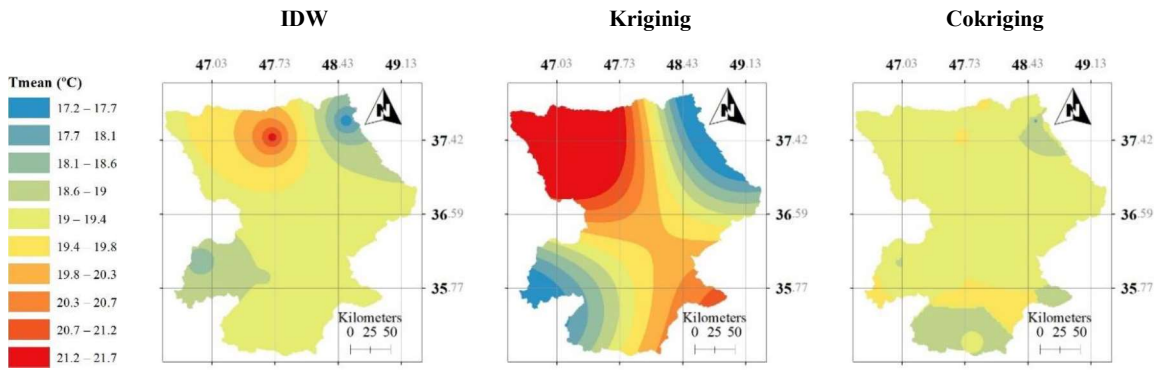 IDW
Kriginig
Cokriging
47.03 47.73 48.43 49.13
47.03 47.73 48.43 49.13
47.03 47.73 48.43 49.13
Tmean (ºC)
17.2 – 17.7
17.7 18.1
18.1 – 18.6
18.6 – 19
19 – 19.4
19.4 – 19.8
19.8 – 20.3
20.3 – 20.7
20.7 – 21.2
21.2 – 21.7
N
37.42
36.59
35.77
Kilometers
0 25 50
N
37.42
36.59
35.77
Kilometers
0 25 50
N
37.42
36.59
35.77
Kilometers
0 25 50